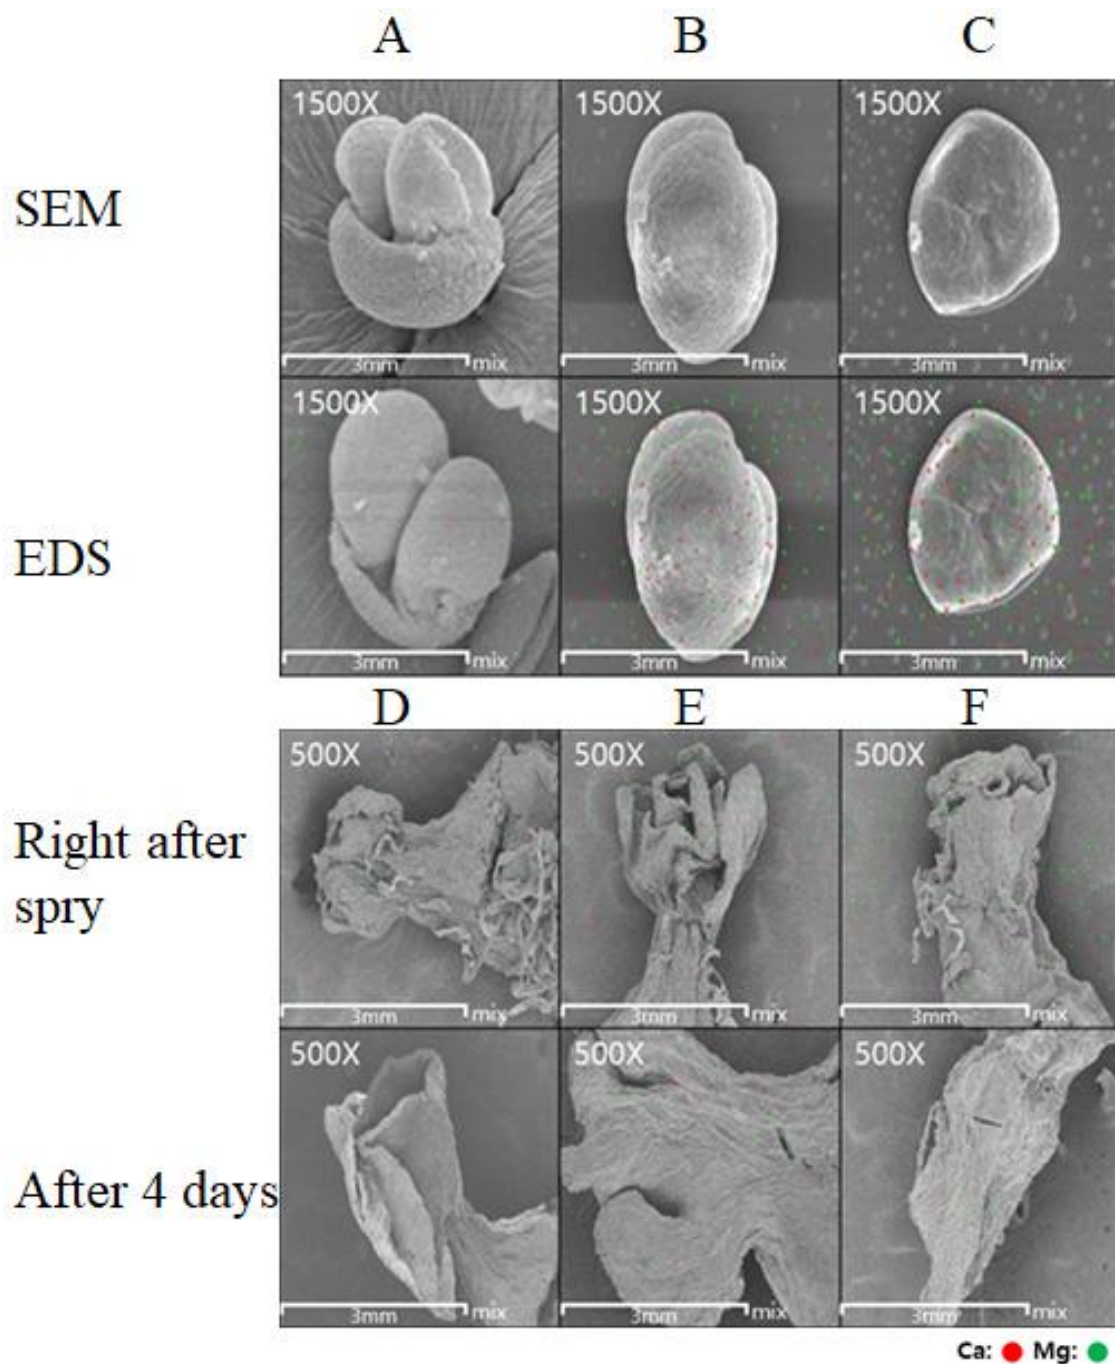 A B C
SEM
1500X 1500X 1500X
3mm mix 3mm mix 3mm mix
EDS
1500X 1500X 1500X
3mm mix 3mm mix 3mm mix
D E F
Right after
spry
500X 500X 500X
3mm mix 3mm mix 3mm mix
After 4 days
500X 500X 500X
3mm mix 3mm mix 3mm mix
Ca: Mg: